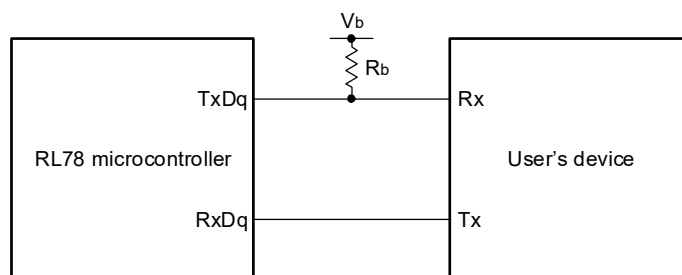 Vb
Rb
TxDq
Rx
RL78 microcontroller
User’s device
RxDq
Tx